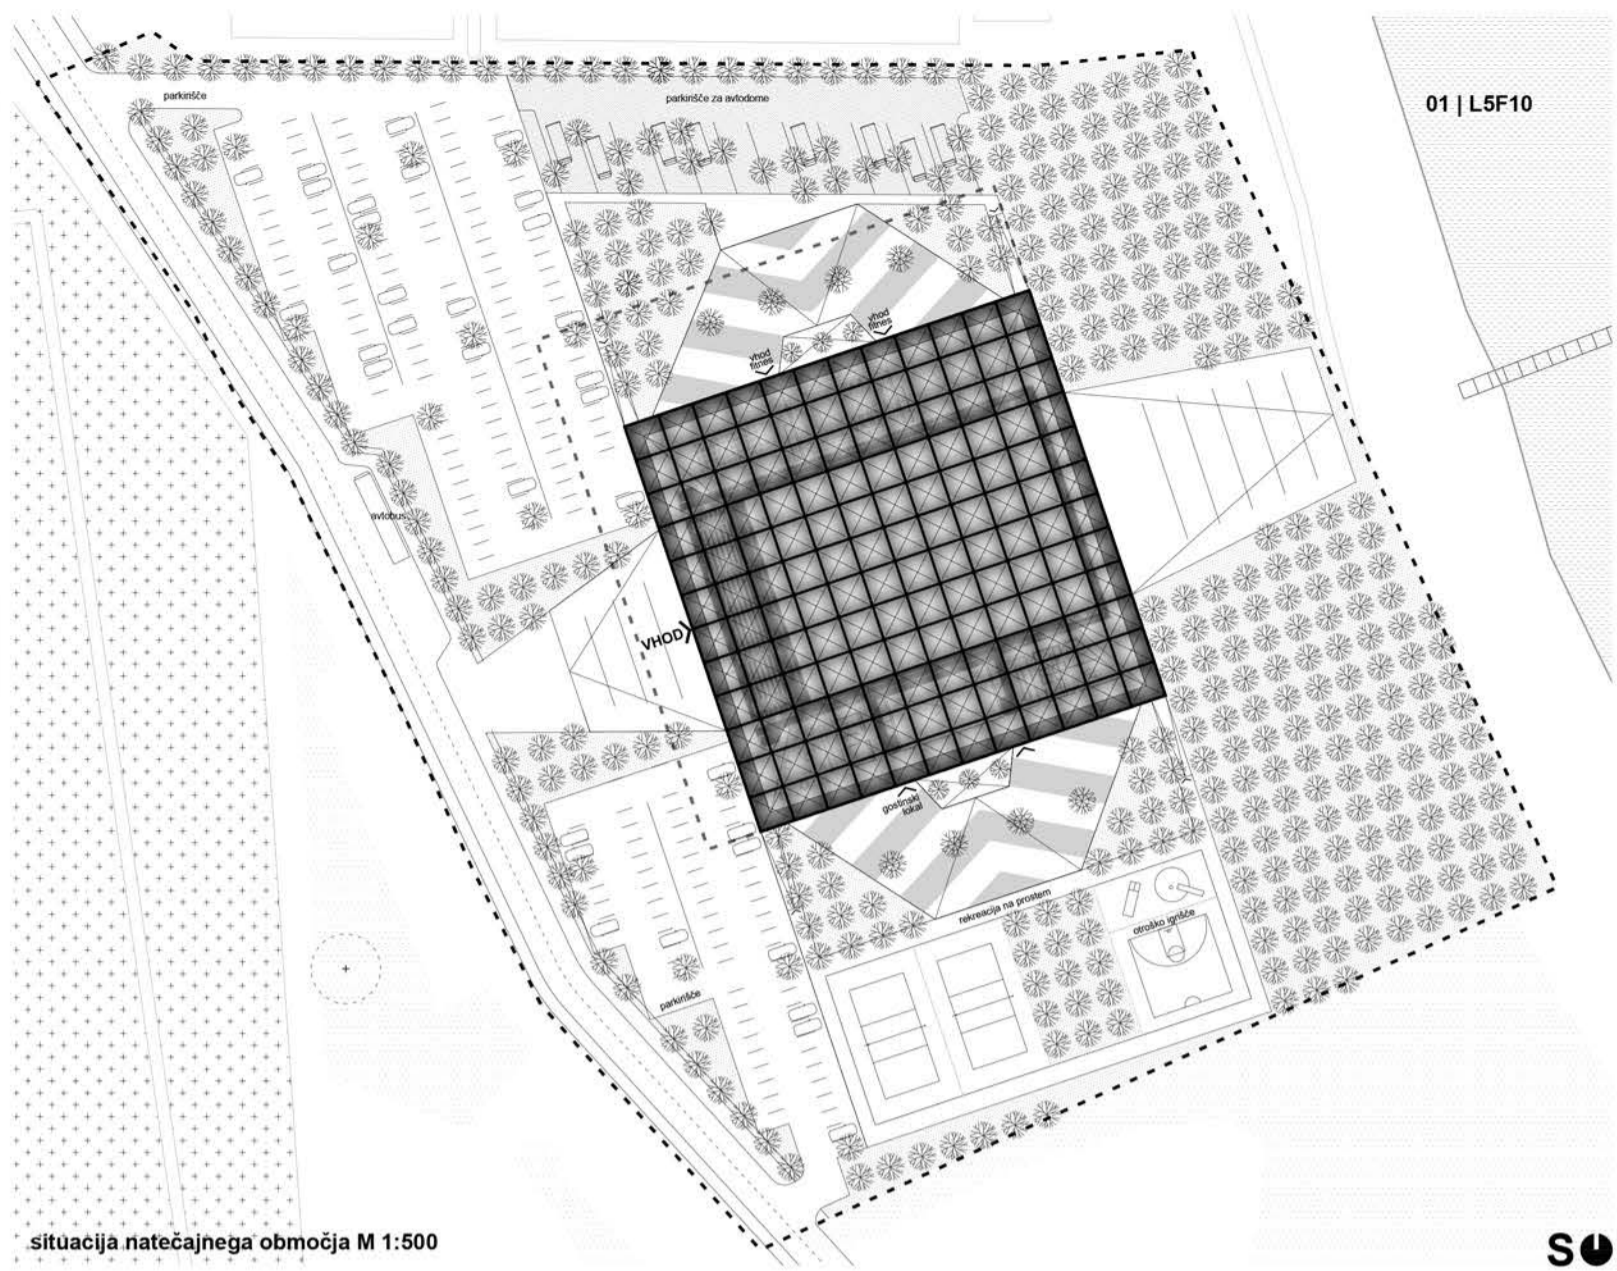 parkirišče
parkirišče za avtodome
01 | L5F10
vhod
fitnes
vhod
fitnes
avtobus
VHOD
gostinski
lokal
rekreacija na prostem
otroško igrišče
parkirišče
situacija natečajnega območja M 1:500
S